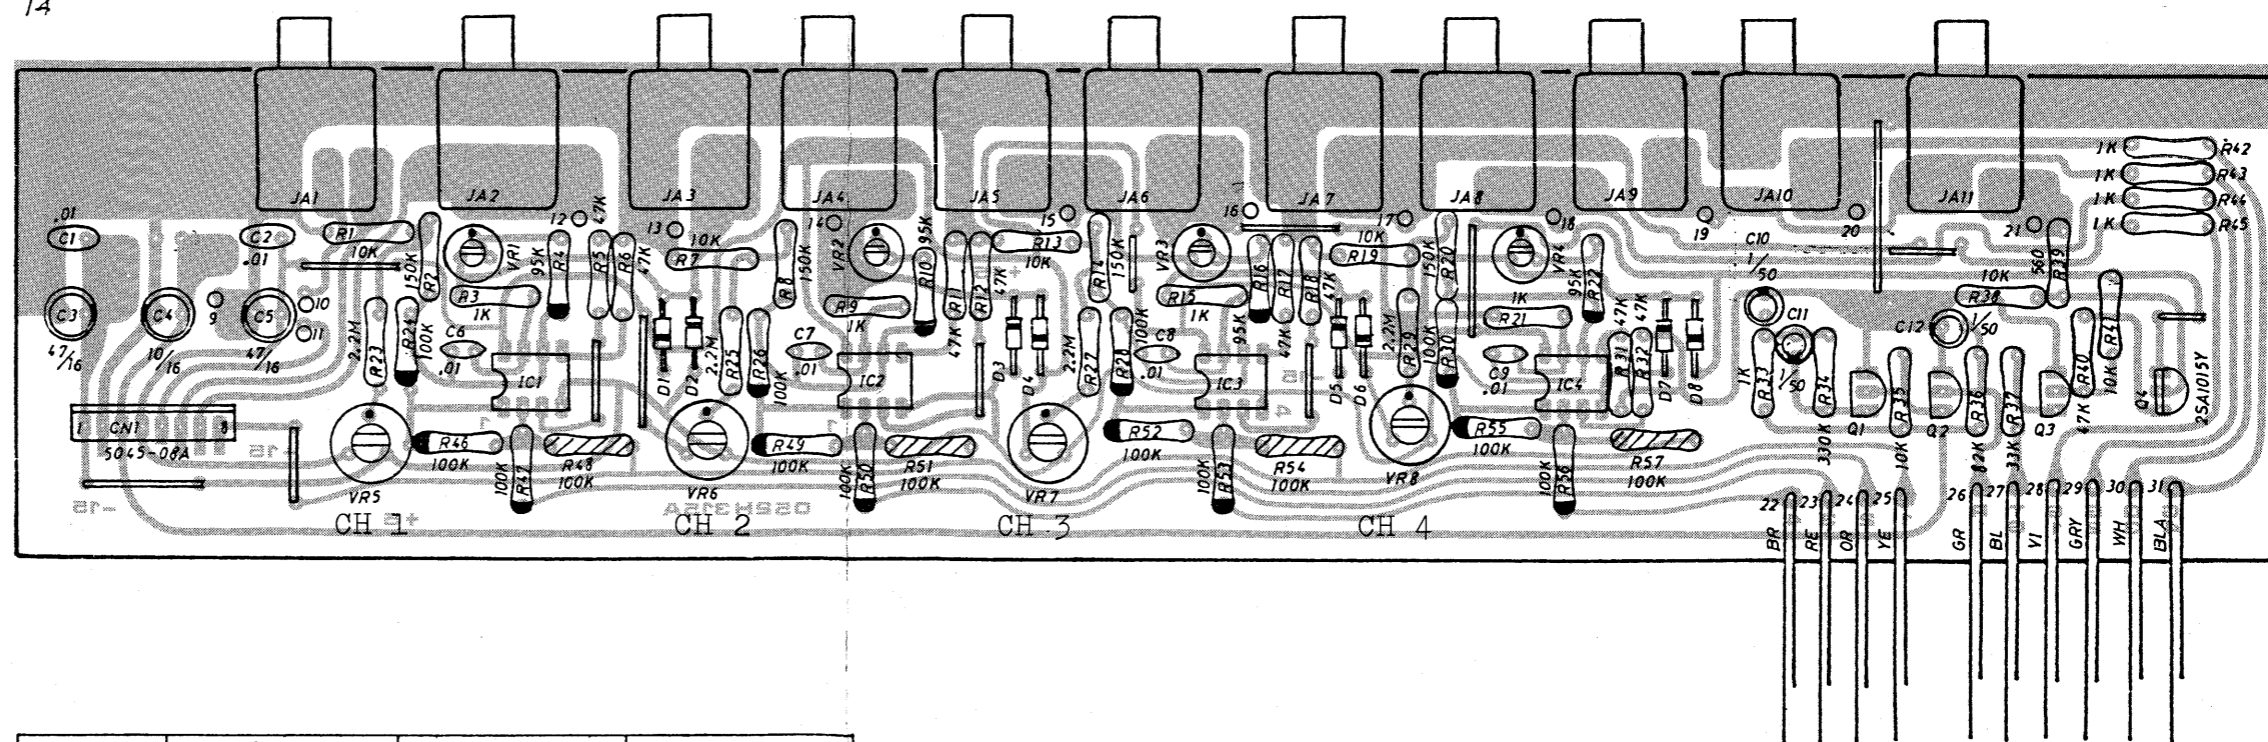 14
JA1 JA2 JA3 JA4 JA5 JA6 JA7 JA8 JA9 JA10 JA11
1K R42
1K R43
1K R44
1K R45
.01 C1
C2 .01
R1 10K
150K R2
VR1
R3 1K
95K R4
12
47K
R5 R6 47K
13
10K
R7
R8 150K
14
VR2
R9 1K
R10 95K
47K R11
R12 47K
15
R13
10K
R14 150K
VR3
R15 1K
16
95K R16
47K R17
R18 47K
10K
R19
17
150K R20
1K
R21
VR4
18
95K R22
19
20
21
C10
1/50
560 R39
10K
R38
C3 47/16
C4 10/16
9
C5 47/16
10
11
2.2M R23
R24 100K
C6 .01
IC1
D1 D2
2.2M R25
R26 100K
C7 .01
IC2
D3 D4
2.2M R27
R28 100K
C8 .01
IC3
D5 D6
2.2M R29
100K R30
C9 .01
IC4
47K R31
47K R32
D7 D8
1K R33
C11 1/50
330K R34
Q1
10K R35
C12 1/50
Q2
82K R36
33K R37
Q3
47K R40
10K R41
Q4 2SA1015Y
1 CN1 8
5045-08A
VR5
R46 100K
100K R47
R48 100K
VR6
R49 100K
100K R50
R51 100K
VR7
R52 100K
100K R53
R54 100K
VR8
R55 100K
100K R56
R57 100K
-15
+15
052H315A
CH 1 CH 2 CH 3 CH 4
22 23 24 25 26 27 28 29 30 31
BR RE OR YE GR BL VI GRY WH BLA